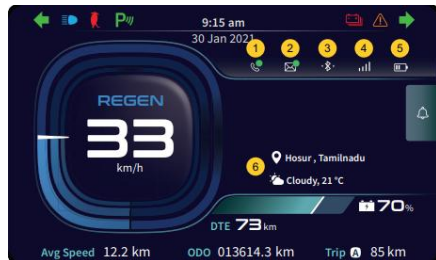 P
9:15 am
30 Jan 2021
1 2 3 4 5
REGEN
33
km/h
6
Hosur , Tamilnadu
Cloudy, 21 °C
70%
DTE 73 km
Avg Speed 12.2 km ODO 013614.3 km Trip A 85 km